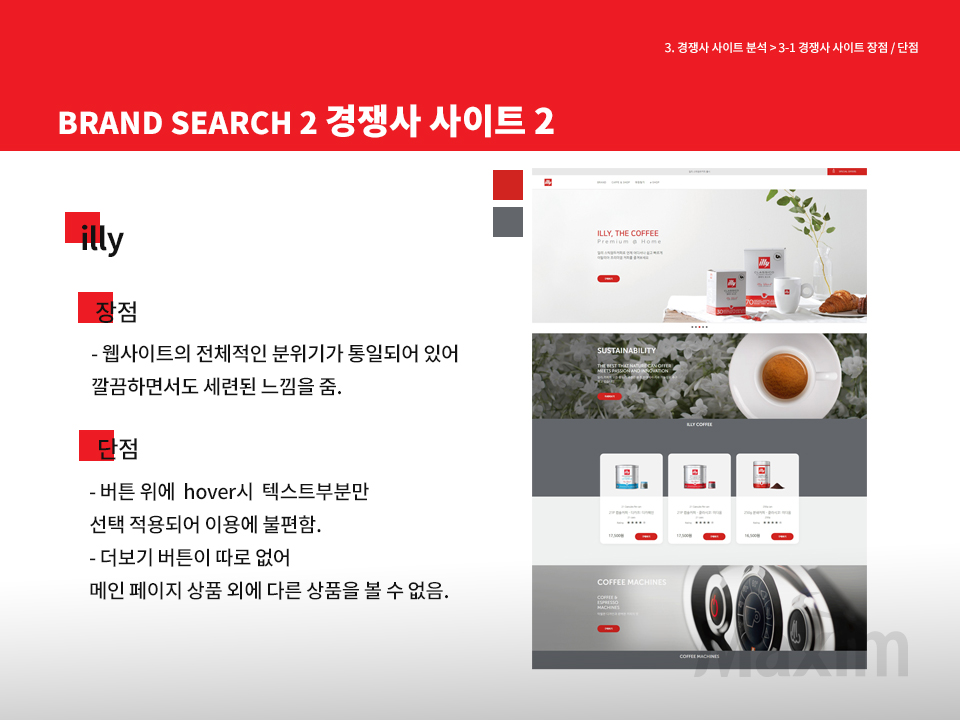 3. 경쟁사 사이트 분석 > 3-1 경쟁사 사이트 장점 / 단점
BRAND SEARCH 2 경쟁사 사이트 2
illy
장점
- 웹사이트의 전체적인 분위기가 통일되어 있어
깔끔하면서도 세련된 느낌을 줌.
단점
- 버튼 위에 hover시 텍스트부분만
선택 적용되어 이용에 불편함.
- 더보기 버튼이 따로 없어
메인 페이지 상품 외에 다른 상품을 볼 수 없음.
illy
ILLY, THE COFFEE
Premium @ Home
illy
CLASSICO
illy
SUSTAINABILITY
THE BEST THAT NATURE CAN OFFER
MEETS PASSION AND INNOVATION
ILLY COFFEE
17,000원
17,000원
COFFEE MACHINES
COFFEE &
ESPRESSO
MACHINES
COFFEE MACHINES
Maxim